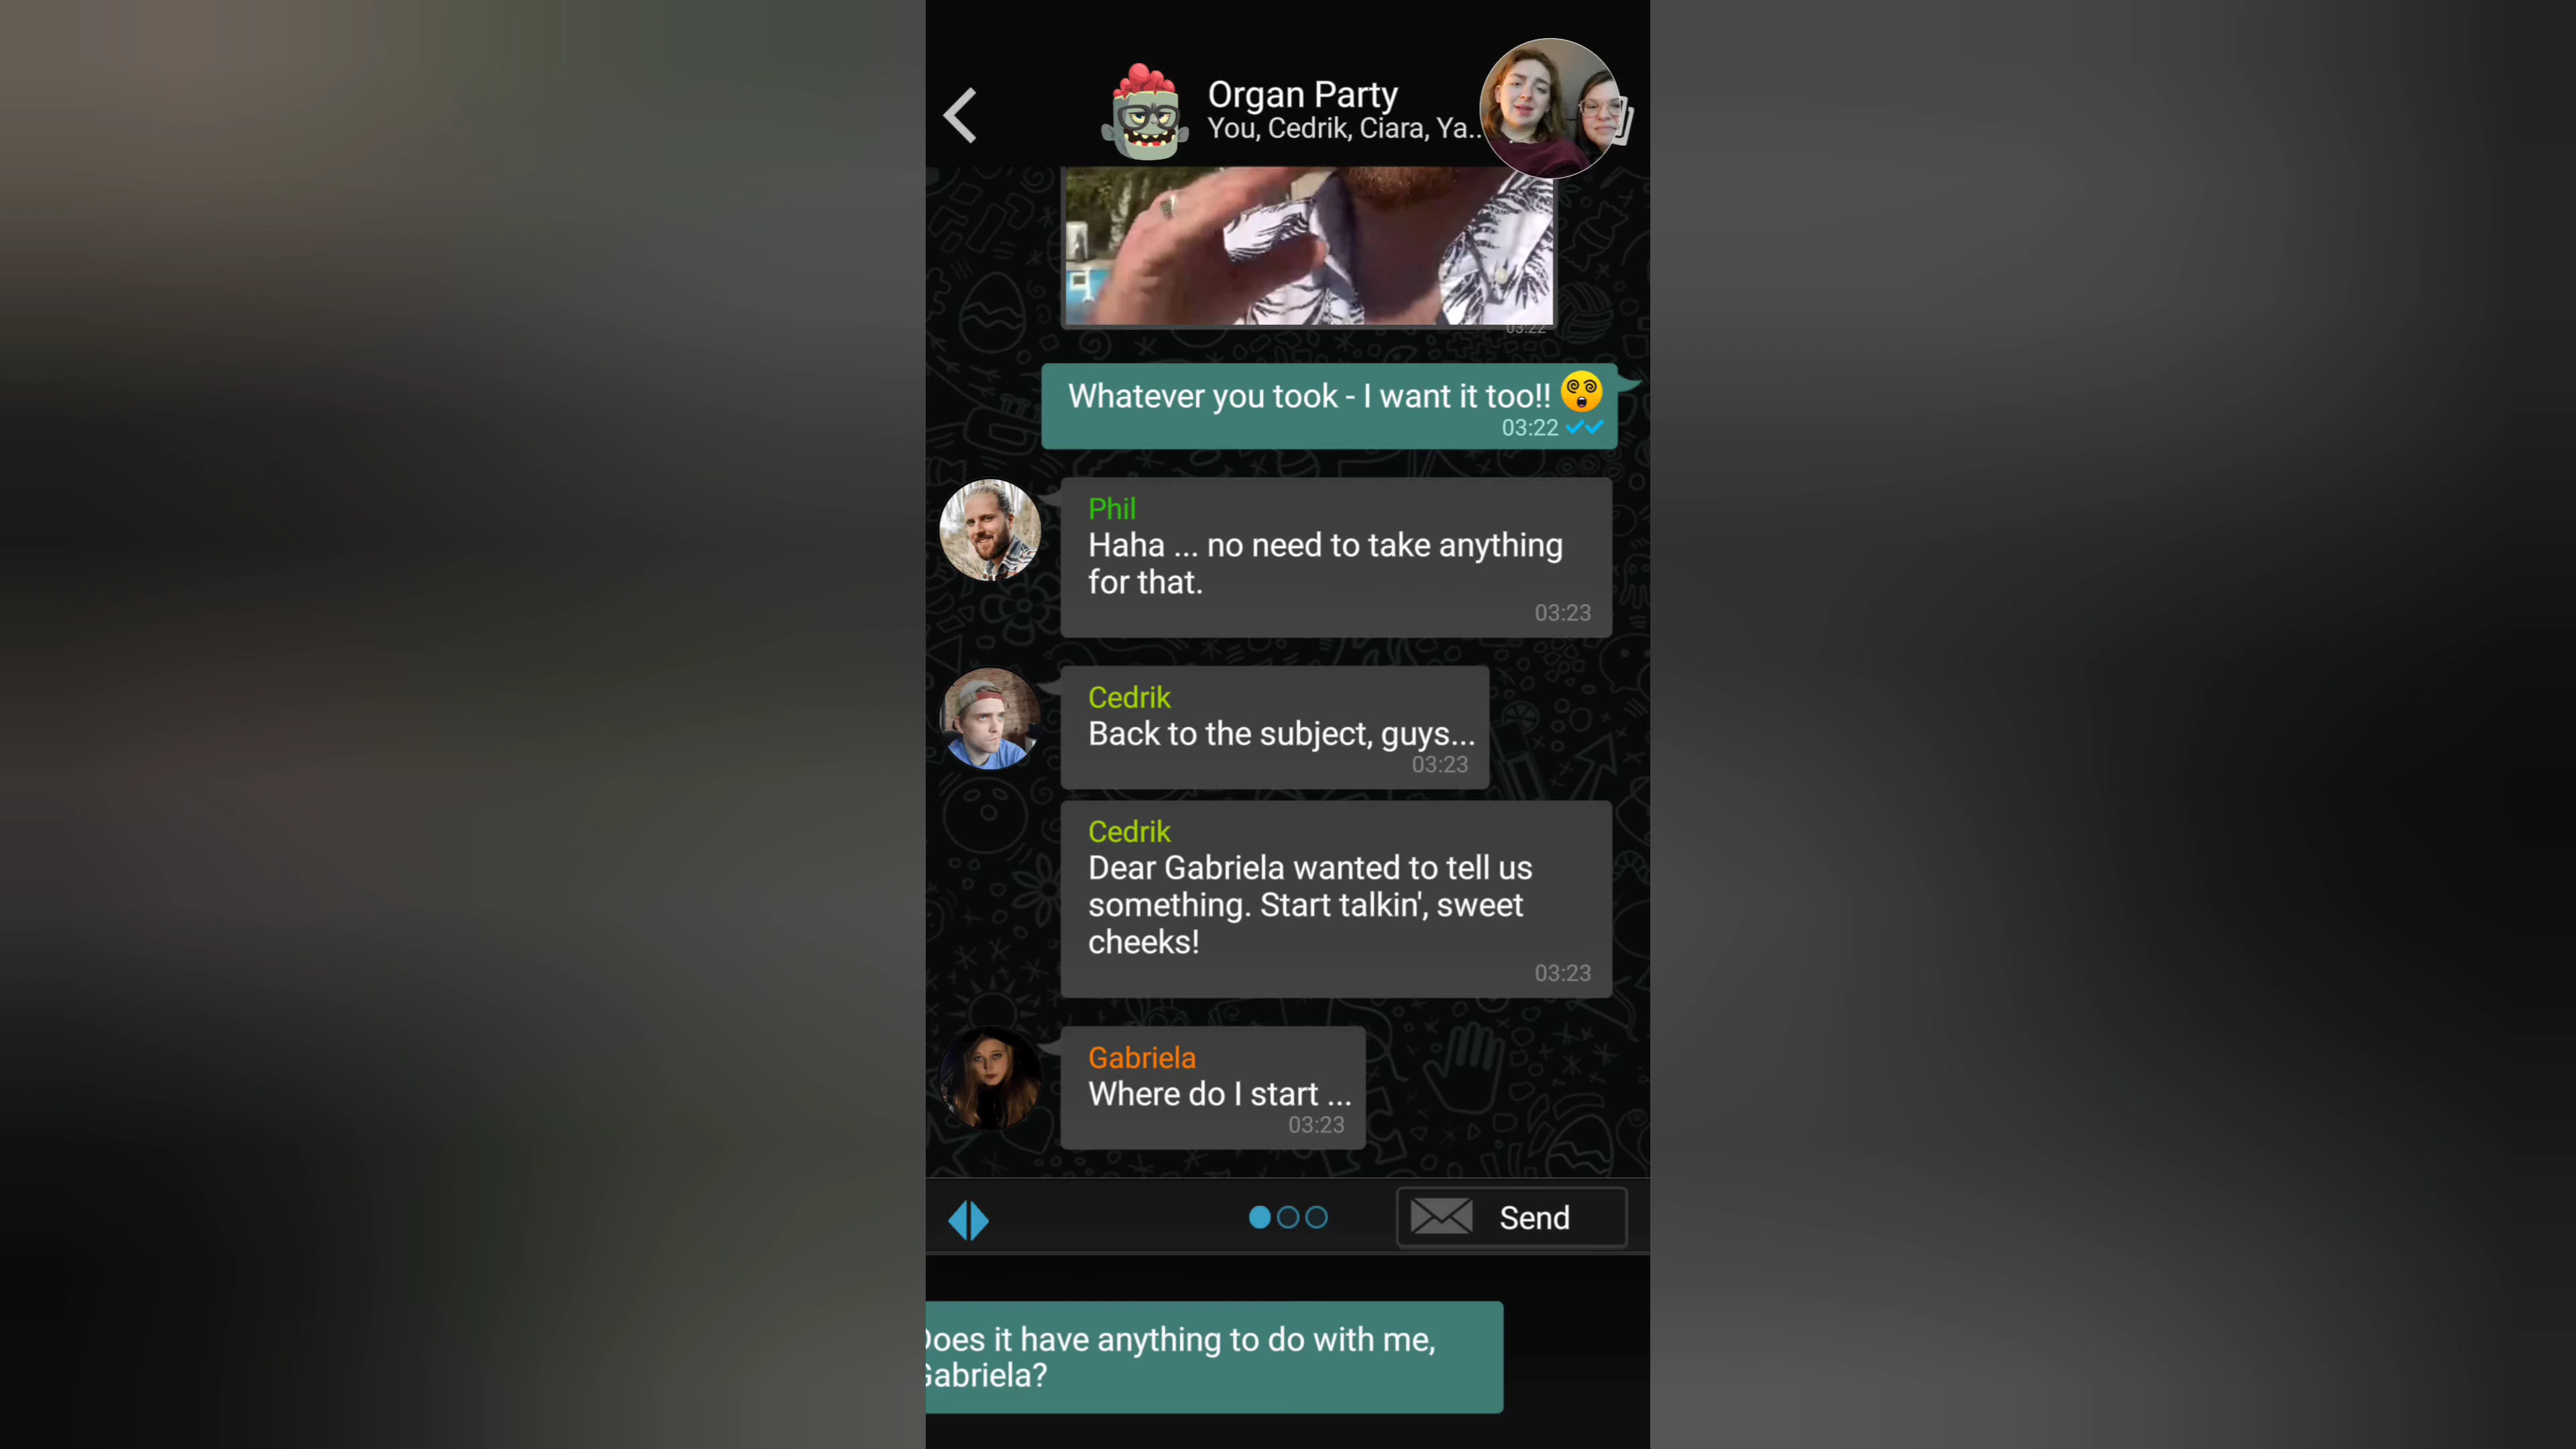 Organ Party
You, Cedrik, Ciara, Ya..
03:22
Whatever you took - I want it too!!
03:22
Phil
Haha ... no need to take anything
for that.
03:23
Cedrik
Back to the subject, guys...
03:23
Cedrik
Dear Gabriela wanted to tell us
something. Start talkin', sweet
cheeks!
03:23
Gabriela
Where do I start ...
03:23
Send
Does it have anything to do with me,
Gabriela?